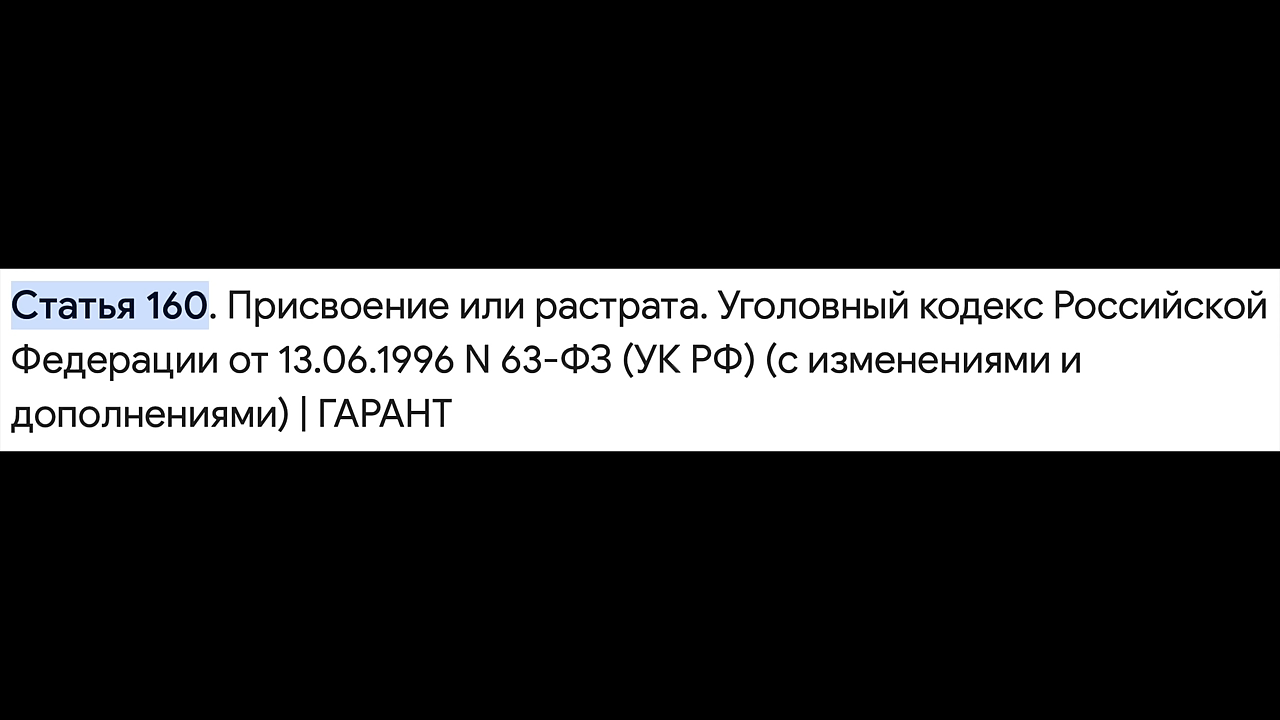 Статья 160. Присвоение или растрата. Уголовный кодекс Российской
Федерации от 13.06.1996 N 63-ФЗ (УК РФ) (с изменениями и
дополнениями) | ГАРАНТ